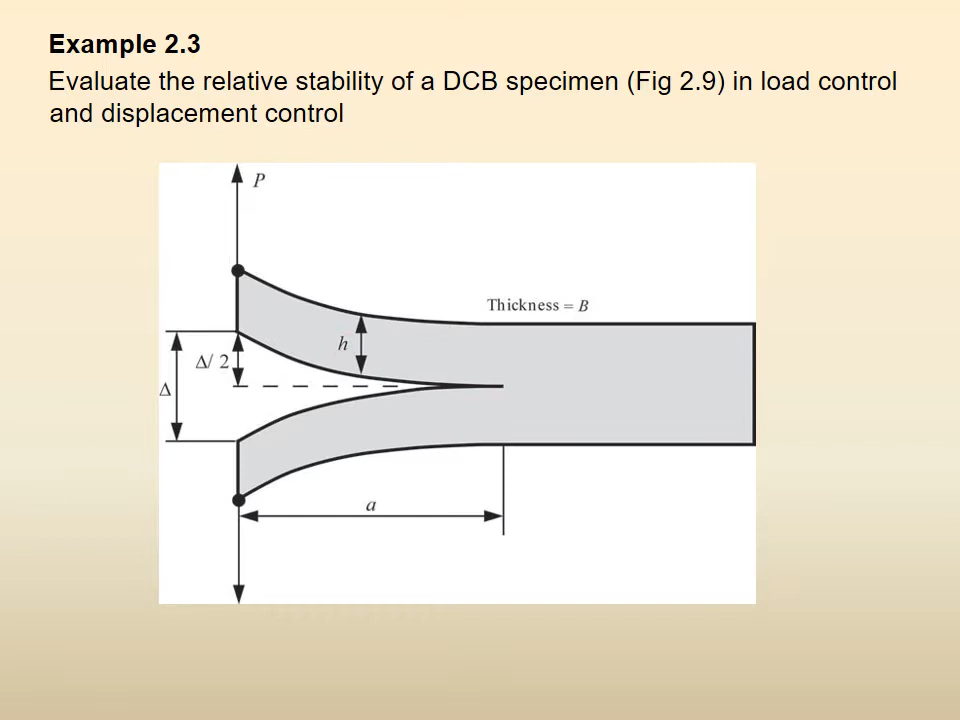 Example 2.3
Evaluate the relative stability of a DCB specimen (Fig 2.9) in load control
and displacement control
P
Thickness = B
h
Δ/ 2
Δ
a